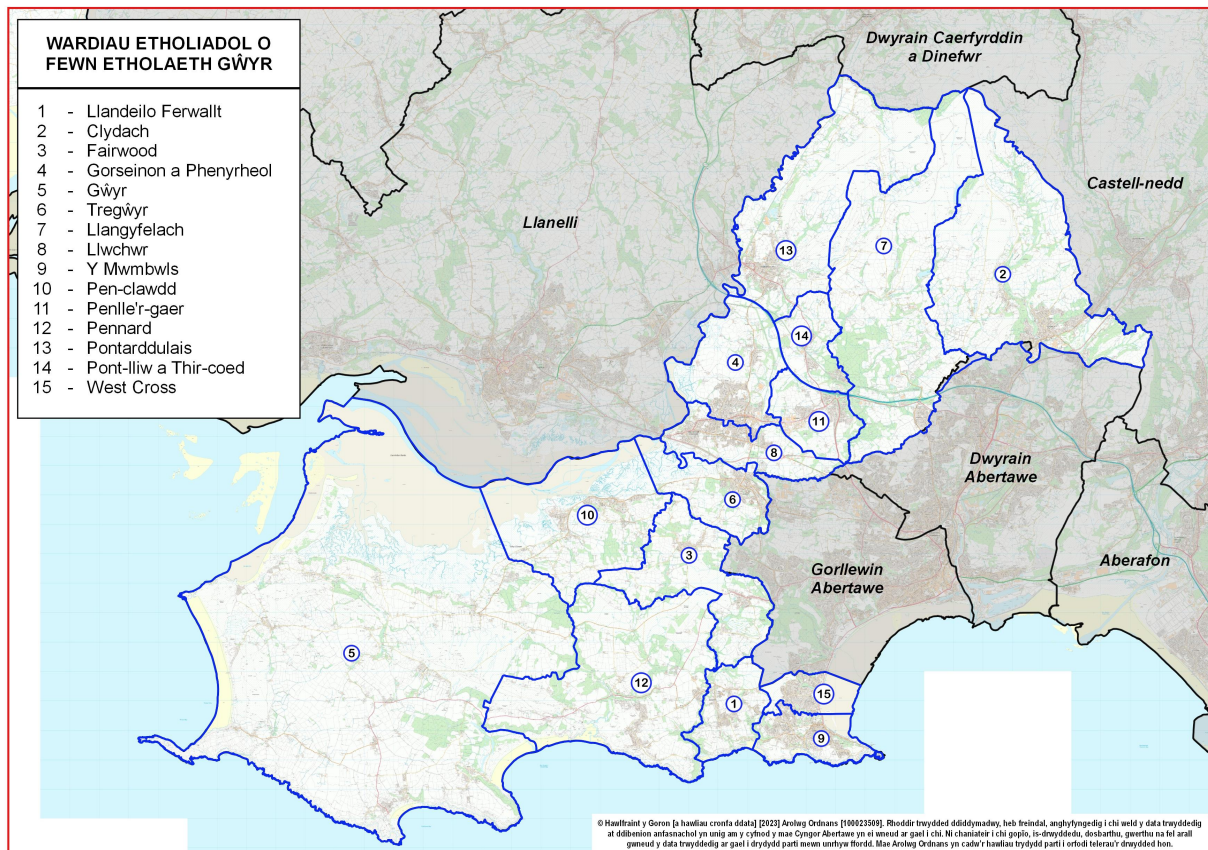 WARDIAU ETHOLIADOL O
FEWN ETHOLAETH GŴYR
1 - Llandeilo Ferwallt
2 - Clydach
3 - Fairwood
4 - Gorseinon a Phenyrheol
5 - Gŵyr
6 - Tregŵyr
7 - Llangyfelach
8 - Llwchwr
9 - Y Mwmbwls
10 - Pen-clawdd
11 - Penlle'r-gaer
12 - Pennard
13 - Pontarddulais
14 - Pont-lliw a Thir-coed
15 - West Cross
Dwyrain Caerfyrddin
a Dinefwr
Castell-nedd
Llanelli
13
7
2
14
4
11
8
Dwyrain
Abertawe
6
10
3
Gorllewin
Abertawe
Aberafon
5
12
15
1
9
© Hawlfraint y Goron [a hawliau cronfa ddata] [2023] Arolwg Ordnans [100023509]. Rhoddir trwydded ddiddymadwy, heb freindal, anghyfyngedig i chi weld y data trwyddedig
at ddibenion anfasnachol yn unig am y cyfnod y mae Cyngor Abertawe yn ei wneud ar gael i chi. Ni chaniateir i chi gopïo, is-drwyddedu, dosbarthu, gwerthu na fel arall
gwneud y data trwyddedig ar gael i drydydd parti mewn unrhyw ffordd. Mae Arolwg Ordnans yn cadw'r hawliau trydydd parti i orfodi telerau'r drwydded hon.